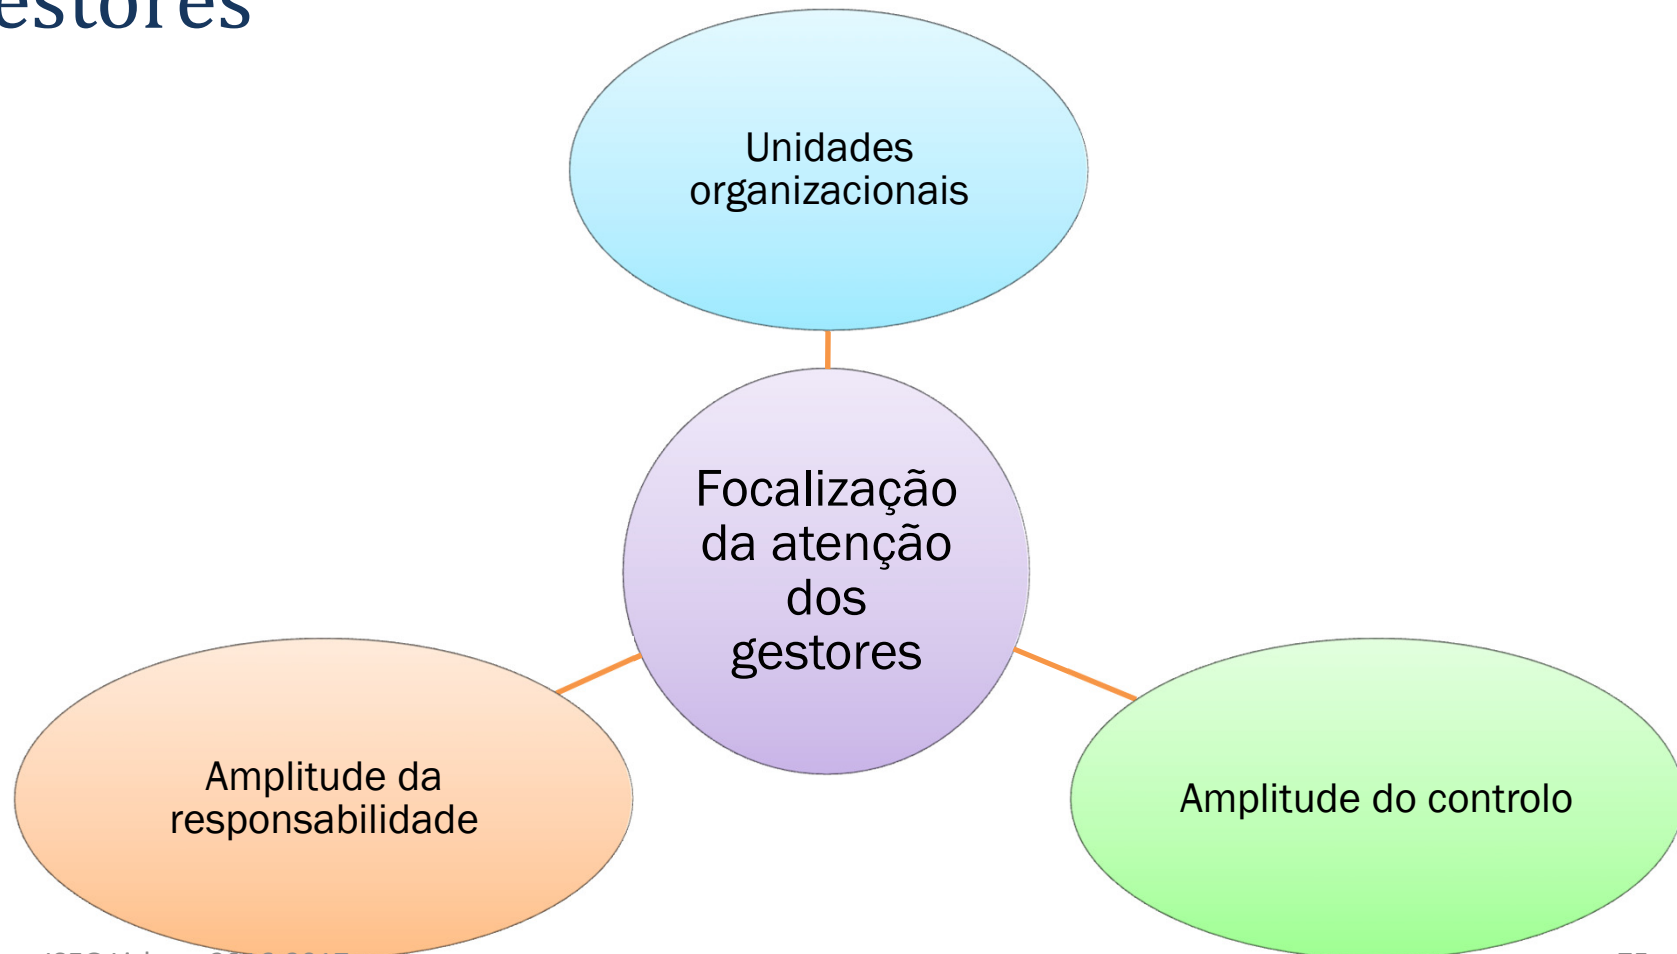 estores
Unidades
organizacionais
Focalização
da atenção
dos
gestores
Amplitude da
responsabilidade
Amplitude do controlo